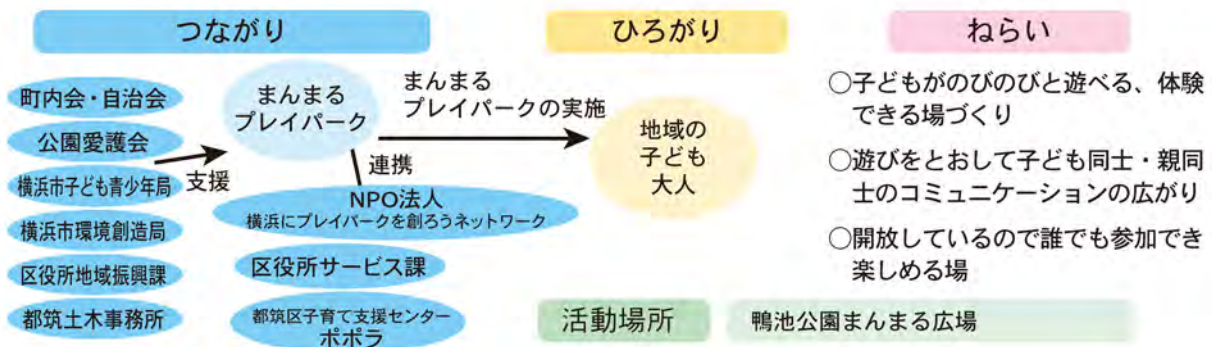 つながり
町内会・自治会
公園愛護会
横浜市子ども青少年局
横浜市環境創造局
区役所地域振興課
都筑土木事務所
支援
まんまる
プレイパーク
連携
NPO法人
横浜にプレイパークを創ろうネットワーク
区役所サービス課
都筑区子育て支援センター
ポポラ
まんまる
プレイパークの実施
ひろがり
地域の
子ども
大人
ねらい
○子どもがのびのびと遊べる、体験
できる場づくり
○遊びをとおして子ども同士・親同
士のコミュニケーションの広がり
○開放しているので誰でも参加でき
楽しめる場
活動場所
鴨池公園まんまる広場